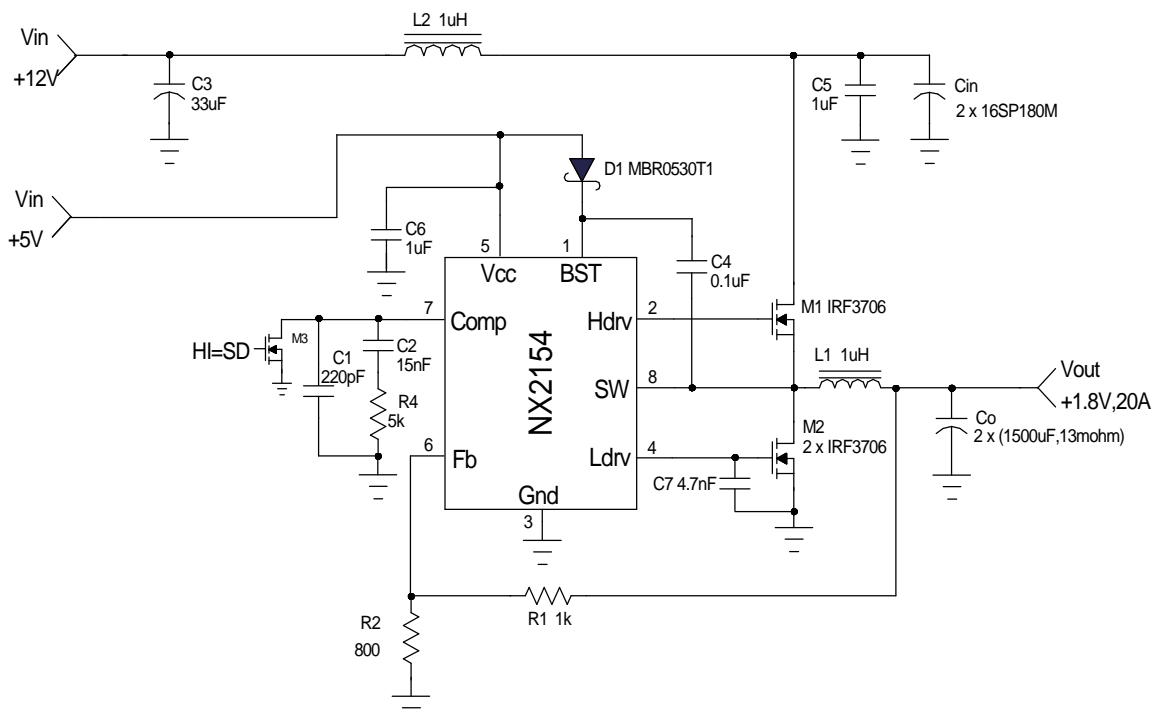 L2 1uH
Vin
+12V
C3
33uF
C5
1uF
Cin
2 x 16SP180M
D1 MBR0530T1
Vin
+5V
C6
1uF
5
1
Vcc
BST
C4
0.1uF
7
Comp
Hdrv
2
M1 IRF3706
HI=SD
M3
C1
220pF
C2
15nF
R4
5k
NX2154
SW
8
L1 1uH
Vout
+1.8V,20A
Co
2 x (1500uF,13mohm)
M2
2 x IRF3706
6
Fb
Ldrv
4
C7 4.7nF
Gnd
3
R1 1k
R2
800